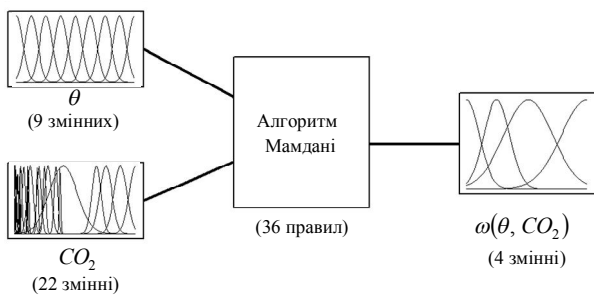 θ
(9 змінних)
CO₂
(22 змінні)
Алгоритм
Мамдані
(36 правил)
ω(θ, CO₂)
(4 змінні)